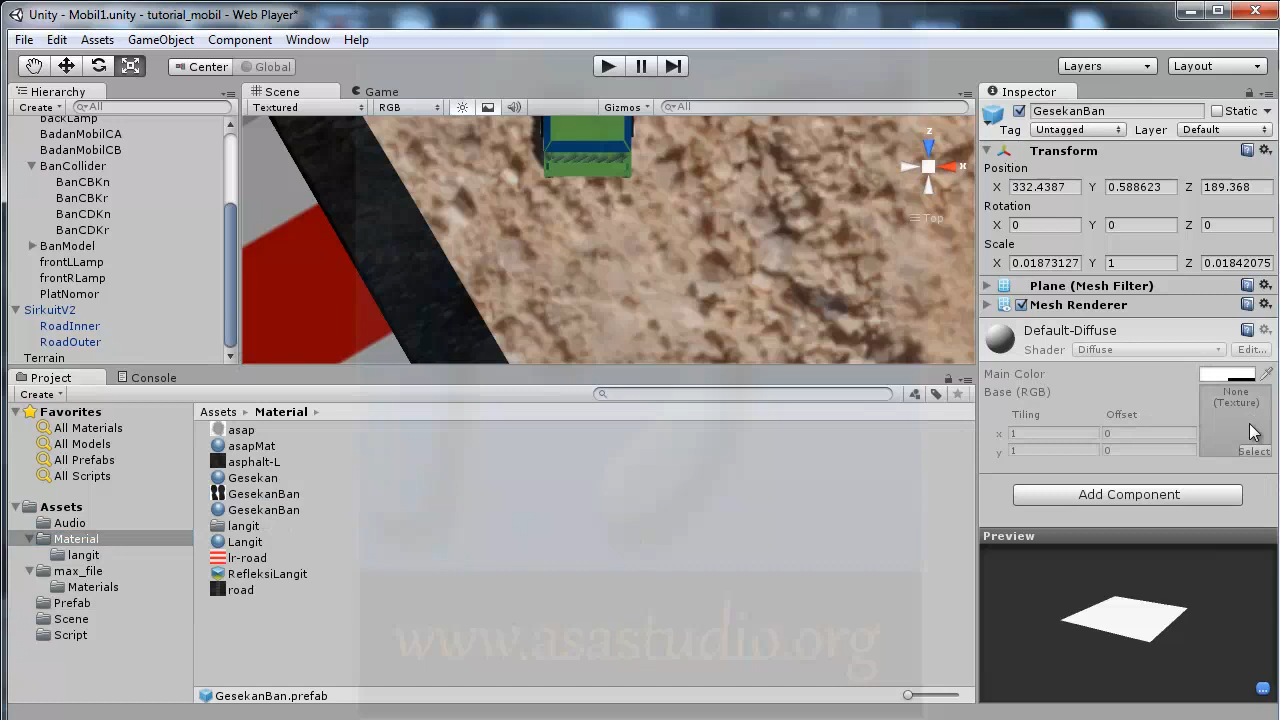 Unity - Mobil1.unity - tutorial_mobil - Web Player*
File Edit Assets GameObject Component Window Help
Center Global Layers Layout
Hierarchy
Create All
backLamp
BadanMobilCA
BadanMobilCB
BanCollider
BanCBKn
BanCBKr
BanCDKn
BanCDKr
BanModel
frontLLamp
frontRLamp
PlatNomor
SirkuitV2
RoadInner
RoadOuter
Terrain
Scene Game
Textured RGB Gizmos All
z
x
Top
Inspector
GesekanBan Static
Tag Untagged Layer Default
Transform
Position
X 332.4387 Y 0.588623 Z 189.368
Rotation
X 0 Y 0 Z 0
Scale
X 0.01873127 Y 1 Z 0.01842075
Plane (Mesh Filter)
Mesh Renderer
Default-Diffuse
Shader Diffuse Edit...
Main Color
Base (RGB)
None
(Texture)
Tiling Offset
x 1 0
y 1 0
Select
Add Component
Preview
Project Console
Create
Favorites
All Materials
All Models
All Prefabs
All Scripts
Assets
Audio
Material
langit
max_file
Materials
Prefab
Scene
Script
Assets Material
asap
asapMat
asphalt-L
Gesekan
GesekanBan
GesekanBan
langit
Langit
lr-road
RefleksiLangit
road
www.asastudio.org
GesekanBan.prefab